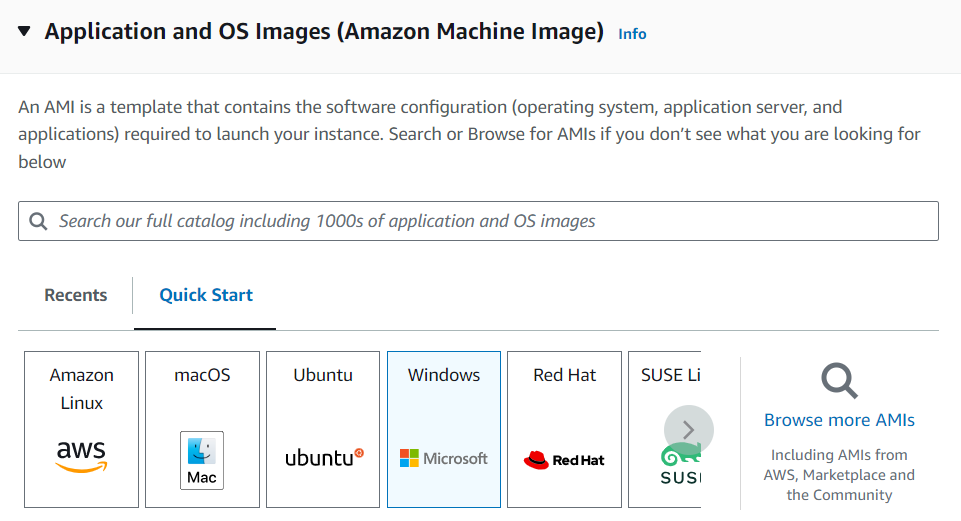 Application and OS Images (Amazon Machine Image) Info
An AMI is a template that contains the software configuration (operating system, application server, and
applications) required to launch your instance. Search or Browse for AMIs if you don’t see what you are looking for
below
Search our full catalog including 1000s of application and OS images
Recents
Quick Start
Amazon
Linux
aws
macOS
Mac
Ubuntu
ubuntu
Windows
Microsoft
Red Hat
Red Hat
SUSE Li
SUS
Browse more AMIs
Including AMIs from
AWS, Marketplace and
the Community